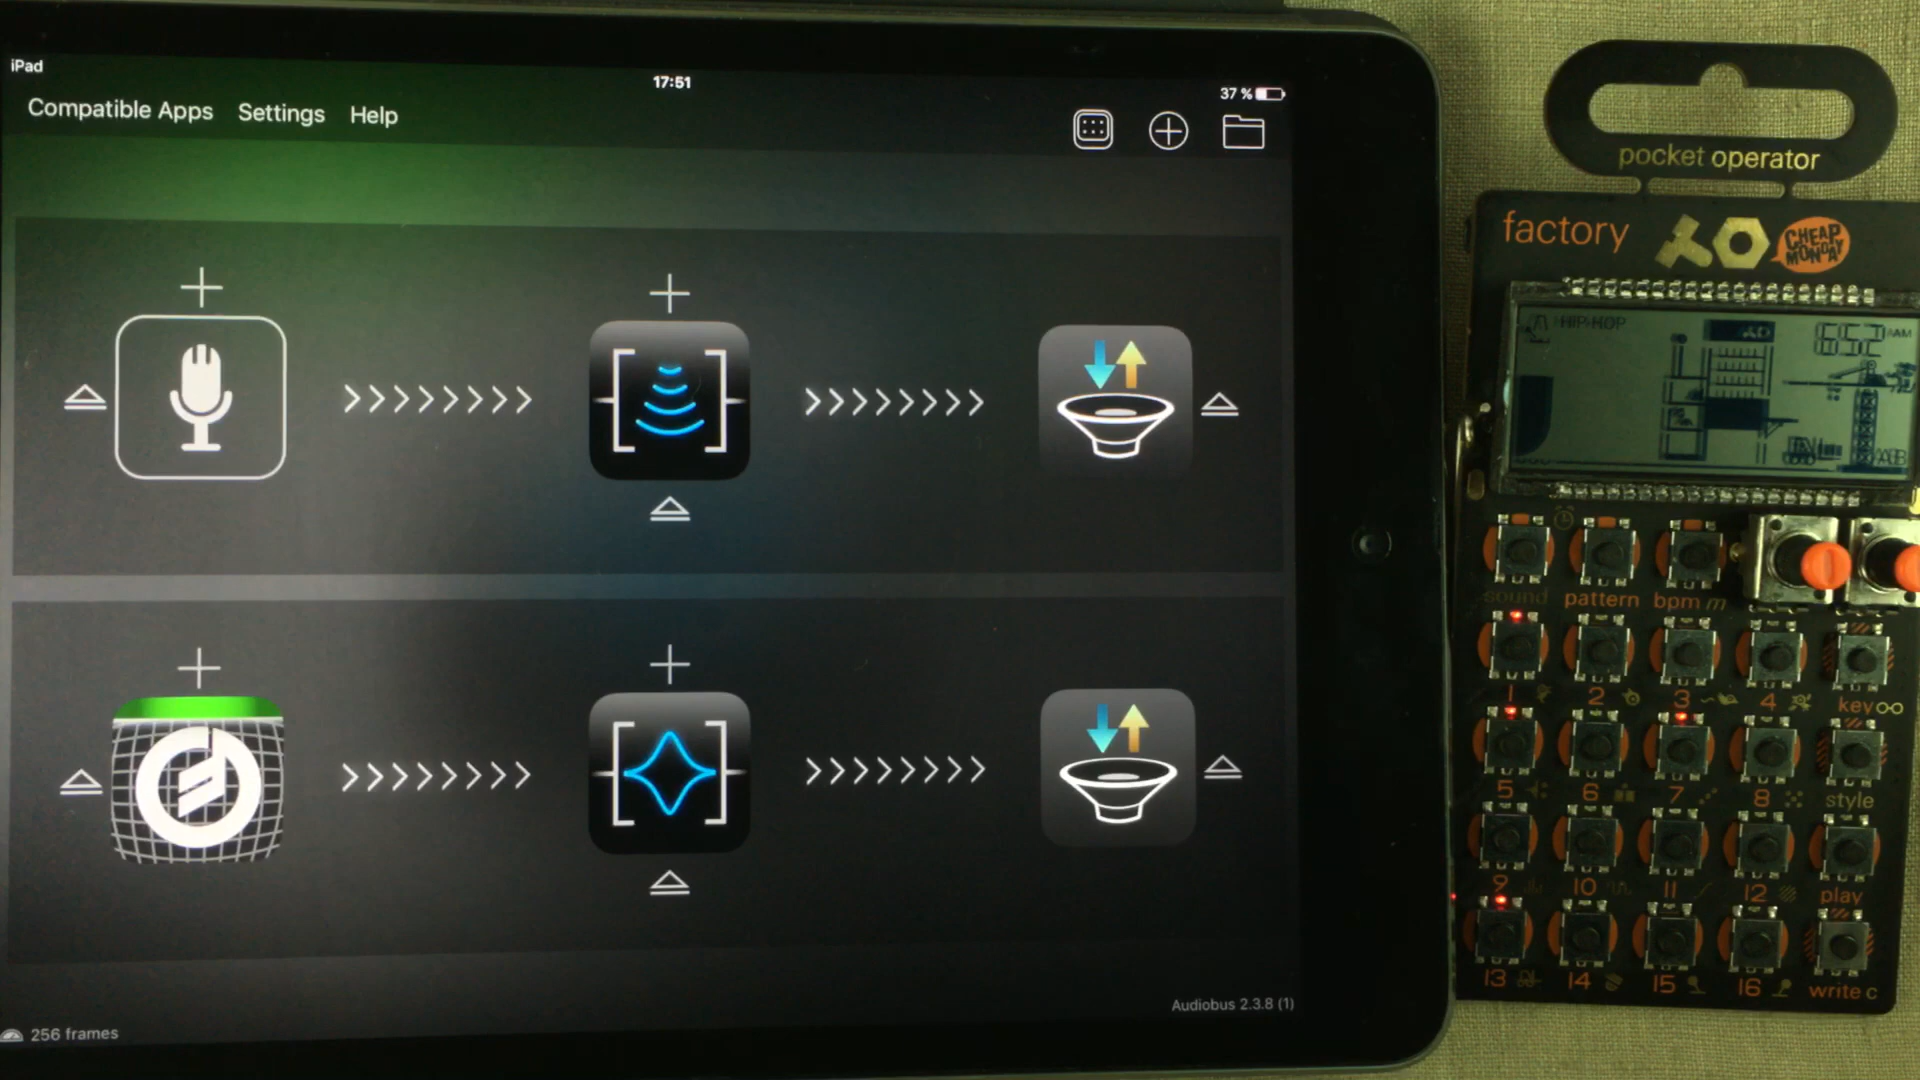 iPad
17:51
37 %
Compatible Apps Settings Help
Audiobus 2.3.8 (1)
256 frames
pocket operator
factory
CHEAP
MONDAY
HIP-HOP
sound pattern bpm m
1 2 3 4 key
5 6 7 8 style
9 10 11 12 play
13 14 15 16 write c